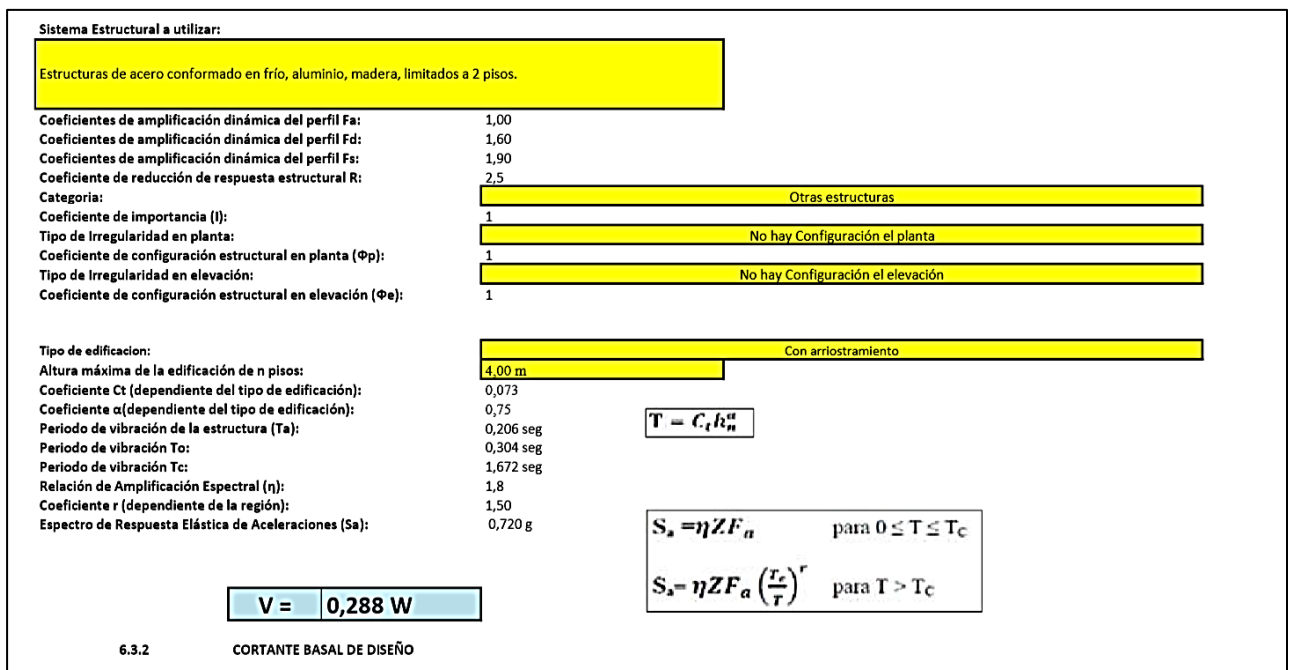 Sistema Estructural a utilizar:
Estructuras de acero conformado en frío, aluminio, madera, limitados a 2 pisos.
Coeficientes de amplificación dinámica del perfil Fa: 1,00
Coeficientes de amplificación dinámica del perfil Fd: 1,60
Coeficientes de amplificación dinámica del perfil Fs: 1,90
Coeficiente de reducción de respuesta estructural R: 2,5
Categoria: Otras estructuras
Coeficiente de importancia (I): 1
Tipo de Irregularidad en planta: No hay Configuración el planta
Coeficiente de configuración estructural en planta (Φp): 1
Tipo de Irregularidad en elevación: No hay Configuración el elevación
Coeficiente de configuración estructural en elevación (Φe): 1
Tipo de edificacion: Con arriostramiento
Altura máxima de la edificación de n pisos: 4,00 m
Coeficiente Ct (dependiente del tipo de edificación): 0,073
Coeficiente α(dependiente del tipo de edificación): 0,75
Periodo de vibración de la estructura (Ta): 0,206 seg
T = C_t h_n^α
Periodo de vibración To: 0,304 seg
Periodo de vibración Tc: 1,672 seg
Relación de Amplificación Espectral (η): 1,8
Coeficiente r (dependiente de la región): 1,50
Espectro de Respuesta Elástica de Aceleraciones (Sa): 0,720 g
S_a =ηZF_a para 0 ≤ T ≤ T_C
S_a= ηZF_a (T_c/T)^r para T > T_C
V = 0,288 W
6.3.2 CORTANTE BASAL DE DISEÑO